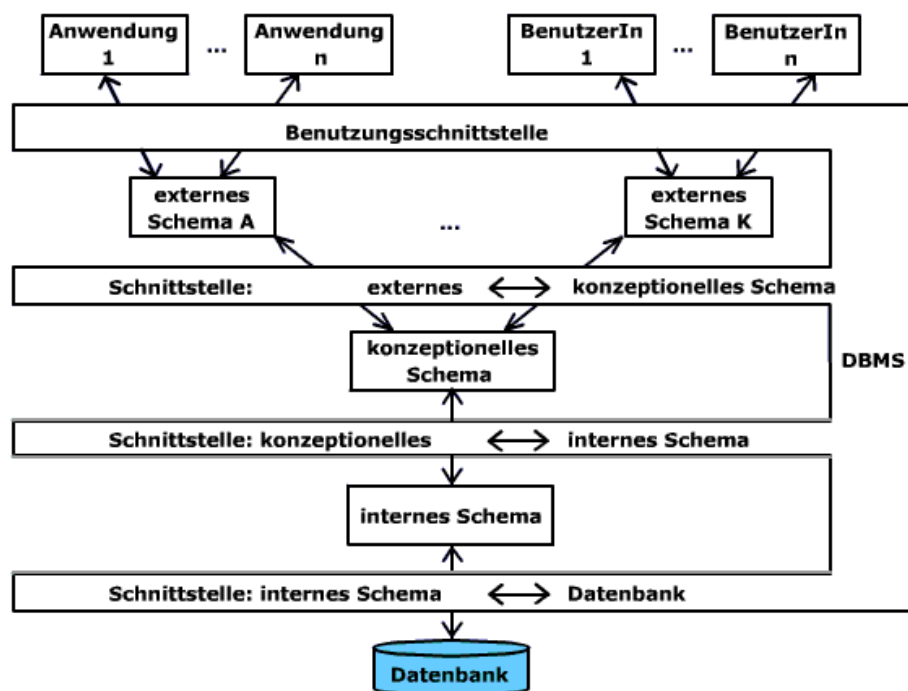 Anwendung
1
...
Anwendung
n
BenutzerIn
1
...
BenutzerIn
n
Benutzungsschnittstelle
externes
Schema A
...
externes
Schema K
Schnittstelle: externes konzeptionelles Schema
konzeptionelles
Schema
DBMS
Schnittstelle: konzeptionelles internes Schema
internes Schema
Schnittstelle: internes Schema Datenbank
Datenbank